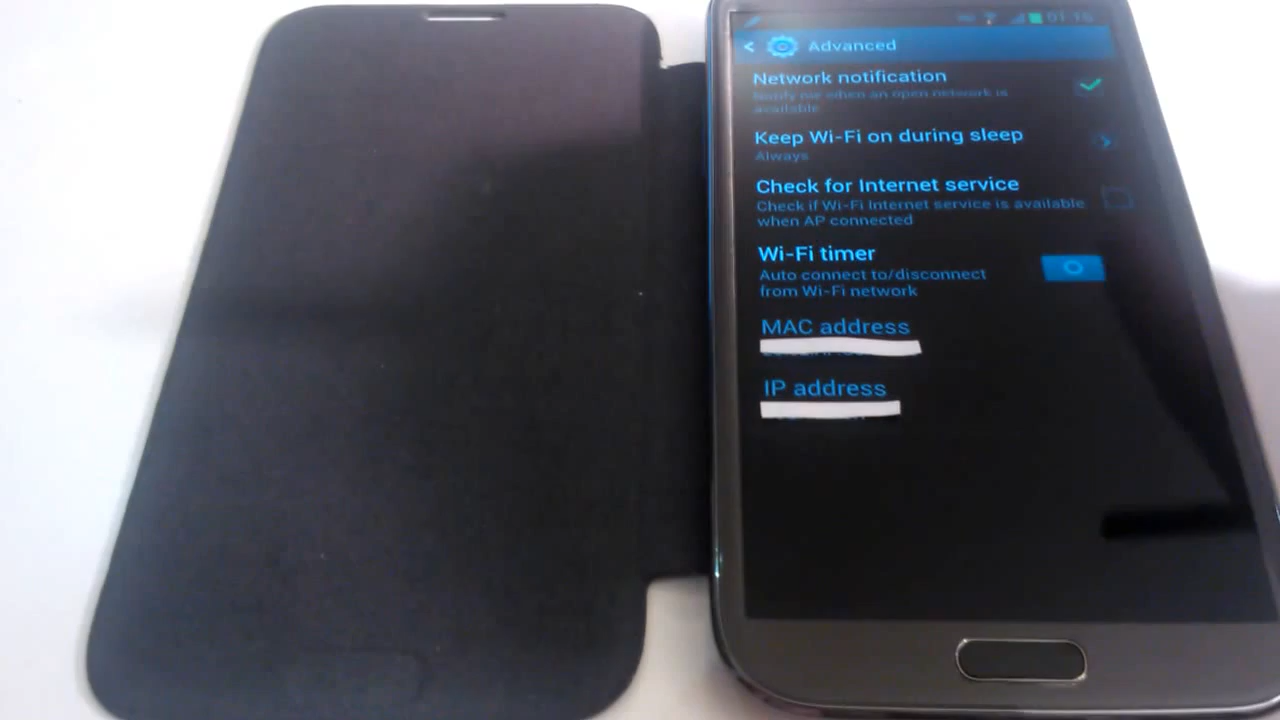 01:16
Advanced
Network notification
Notify me when an open network is
available
Keep Wi-Fi on during sleep
Always
Check for Internet service
Check if Wi-Fi Internet service is available
when AP connected
Wi-Fi timer
Auto connect to/disconnect
from Wi-Fi network
MAC address
IP address